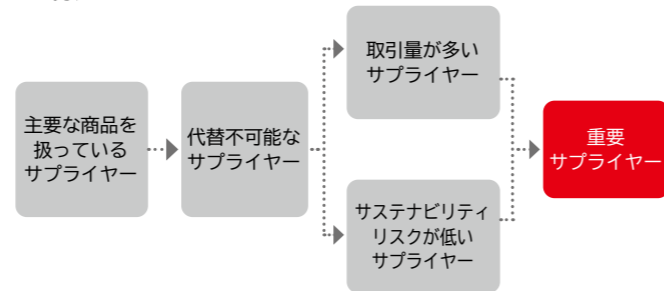 主要な商品を
扱っている
サプライヤー
代替不可能な
サプライヤー
取引量が多い
サプライヤー
サステナビリティ
リスクが低い
サプライヤー
重要
サプライヤー